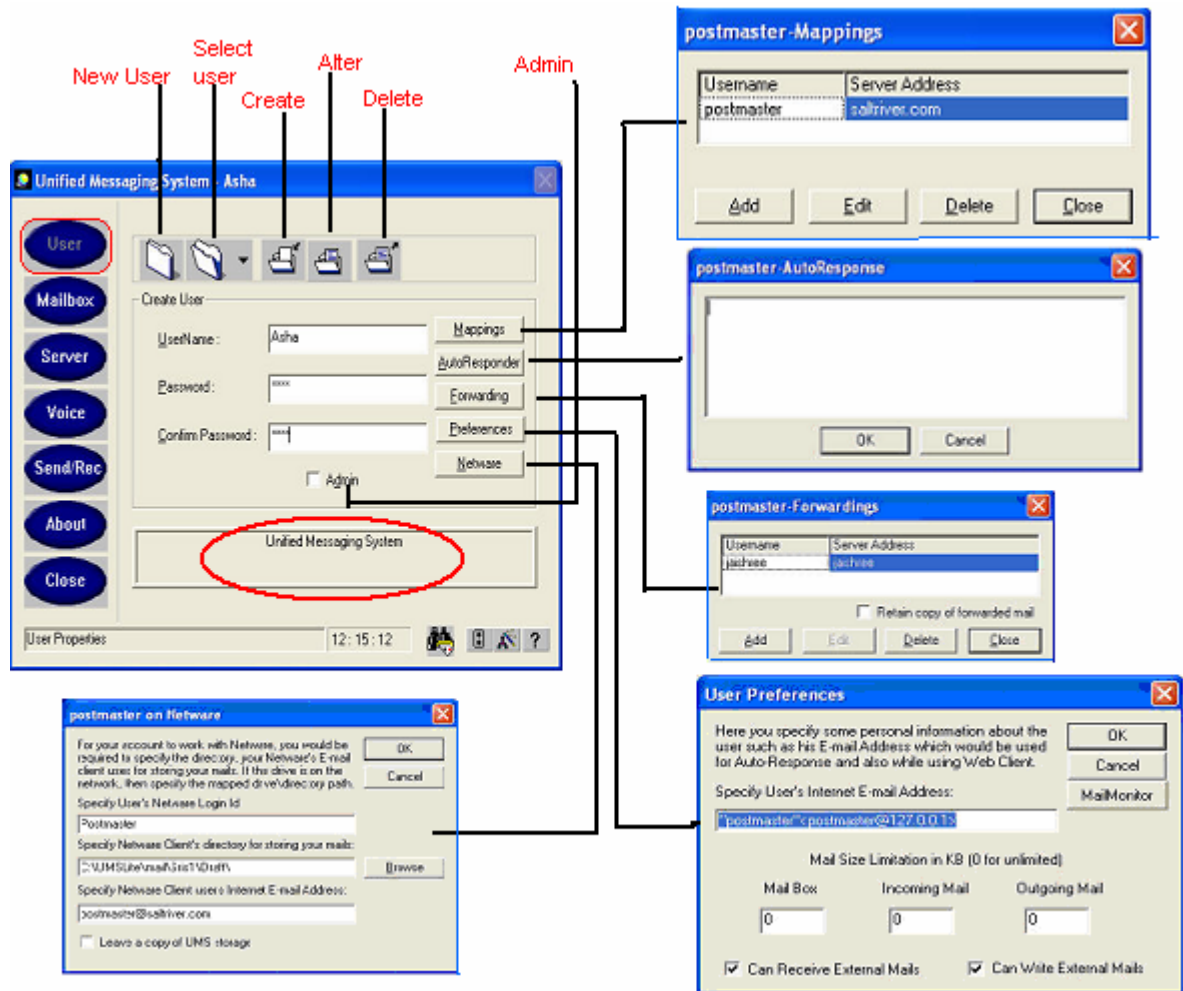 New User
Select user
Create
Alter
Delete
Admin
Unified Messaging System - Asha
User
Mailbox
Server
Voice
Send/Rec
About
Close
Create User
UserName :
Asha
Password :
****
Confirm Password :
****
Admin
Mappings
AutoResponder
Forwarding
Preferences
Netware
Unified Messaging System
User Properties
12:15:12
?
postmaster-Mappings
Username Server Address
postmaster saltriver.com
Add Edit Delete Close
postmaster-AutoResponse
OK Cancel
postmaster-Forwardings
Username Server Address
jaishree jaishree
Retain copy of forwarded mail
Add Edit Delete Close
postmaster on Netware
For your account to work with Netware, you would be
required to specify the directory, your Netware's E-mail
client uses for storing your mails. If the drive is on the
network, then specify the mapped drive\directory path.
OK
Cancel
Specify User's Netware Login Id
Postmaster
Specify Netware Client's directory for storing your mails:
Browse
Specify Netware Client users Internet E-mail Address:
postmaster@saltriver.com
Leave a copy of UMS storage
User Preferences
Here you specify some personal information about the
user such as his E-mail Address which would be used
for Auto-Response and also while using Web Client.
OK
Cancel
MailMonitor
Specify User's Internet E-mail Address:
"postmaster"<postmaster@127.0.0.1>
Mail Size Limitation in KB (0 for unlimited)
Mail Box Incoming Mail Outgoing Mail
0 0 0
Can Receive External Mails Can Write External Mails